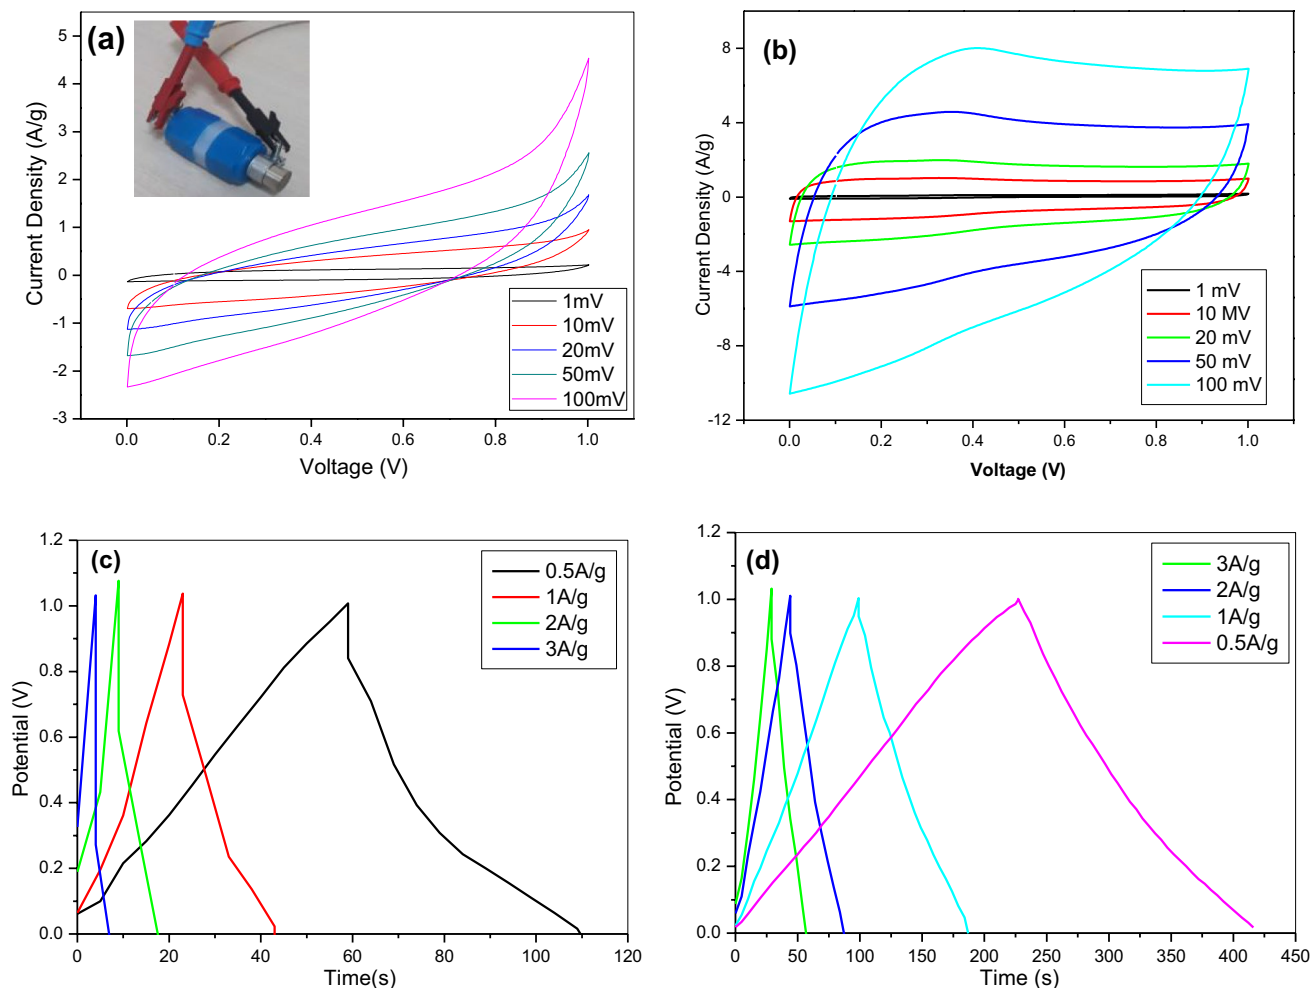 (a)
5
4
3
2
1
0
-1
-2
-3
Current Density (A/g)
0.0 0.2 0.4 0.6 0.8 1.0
Voltage (V)
1mV
10mV
20mV
50mV
100mV
(b)
8
4
0
-4
-8
-12
Current Density (A/g)
0.0 0.2 0.4 0.6 0.8 1.0
Voltage (V)
1 mV
10 MV
20 mV
50 mV
100 mV
(c)
1.2
1.0
0.8
0.6
0.4
0.2
0.0
Potential (V)
0 20 40 60 80 100 120
Time(s)
0.5A/g
1A/g
2A/g
3A/g
(d)
1.2
1.0
0.8
0.6
0.4
0.2
0.0
Potential (V)
0 50 100 150 200 250 300 350 400 450
Time (s)
3A/g
2A/g
1A/g
0.5A/g